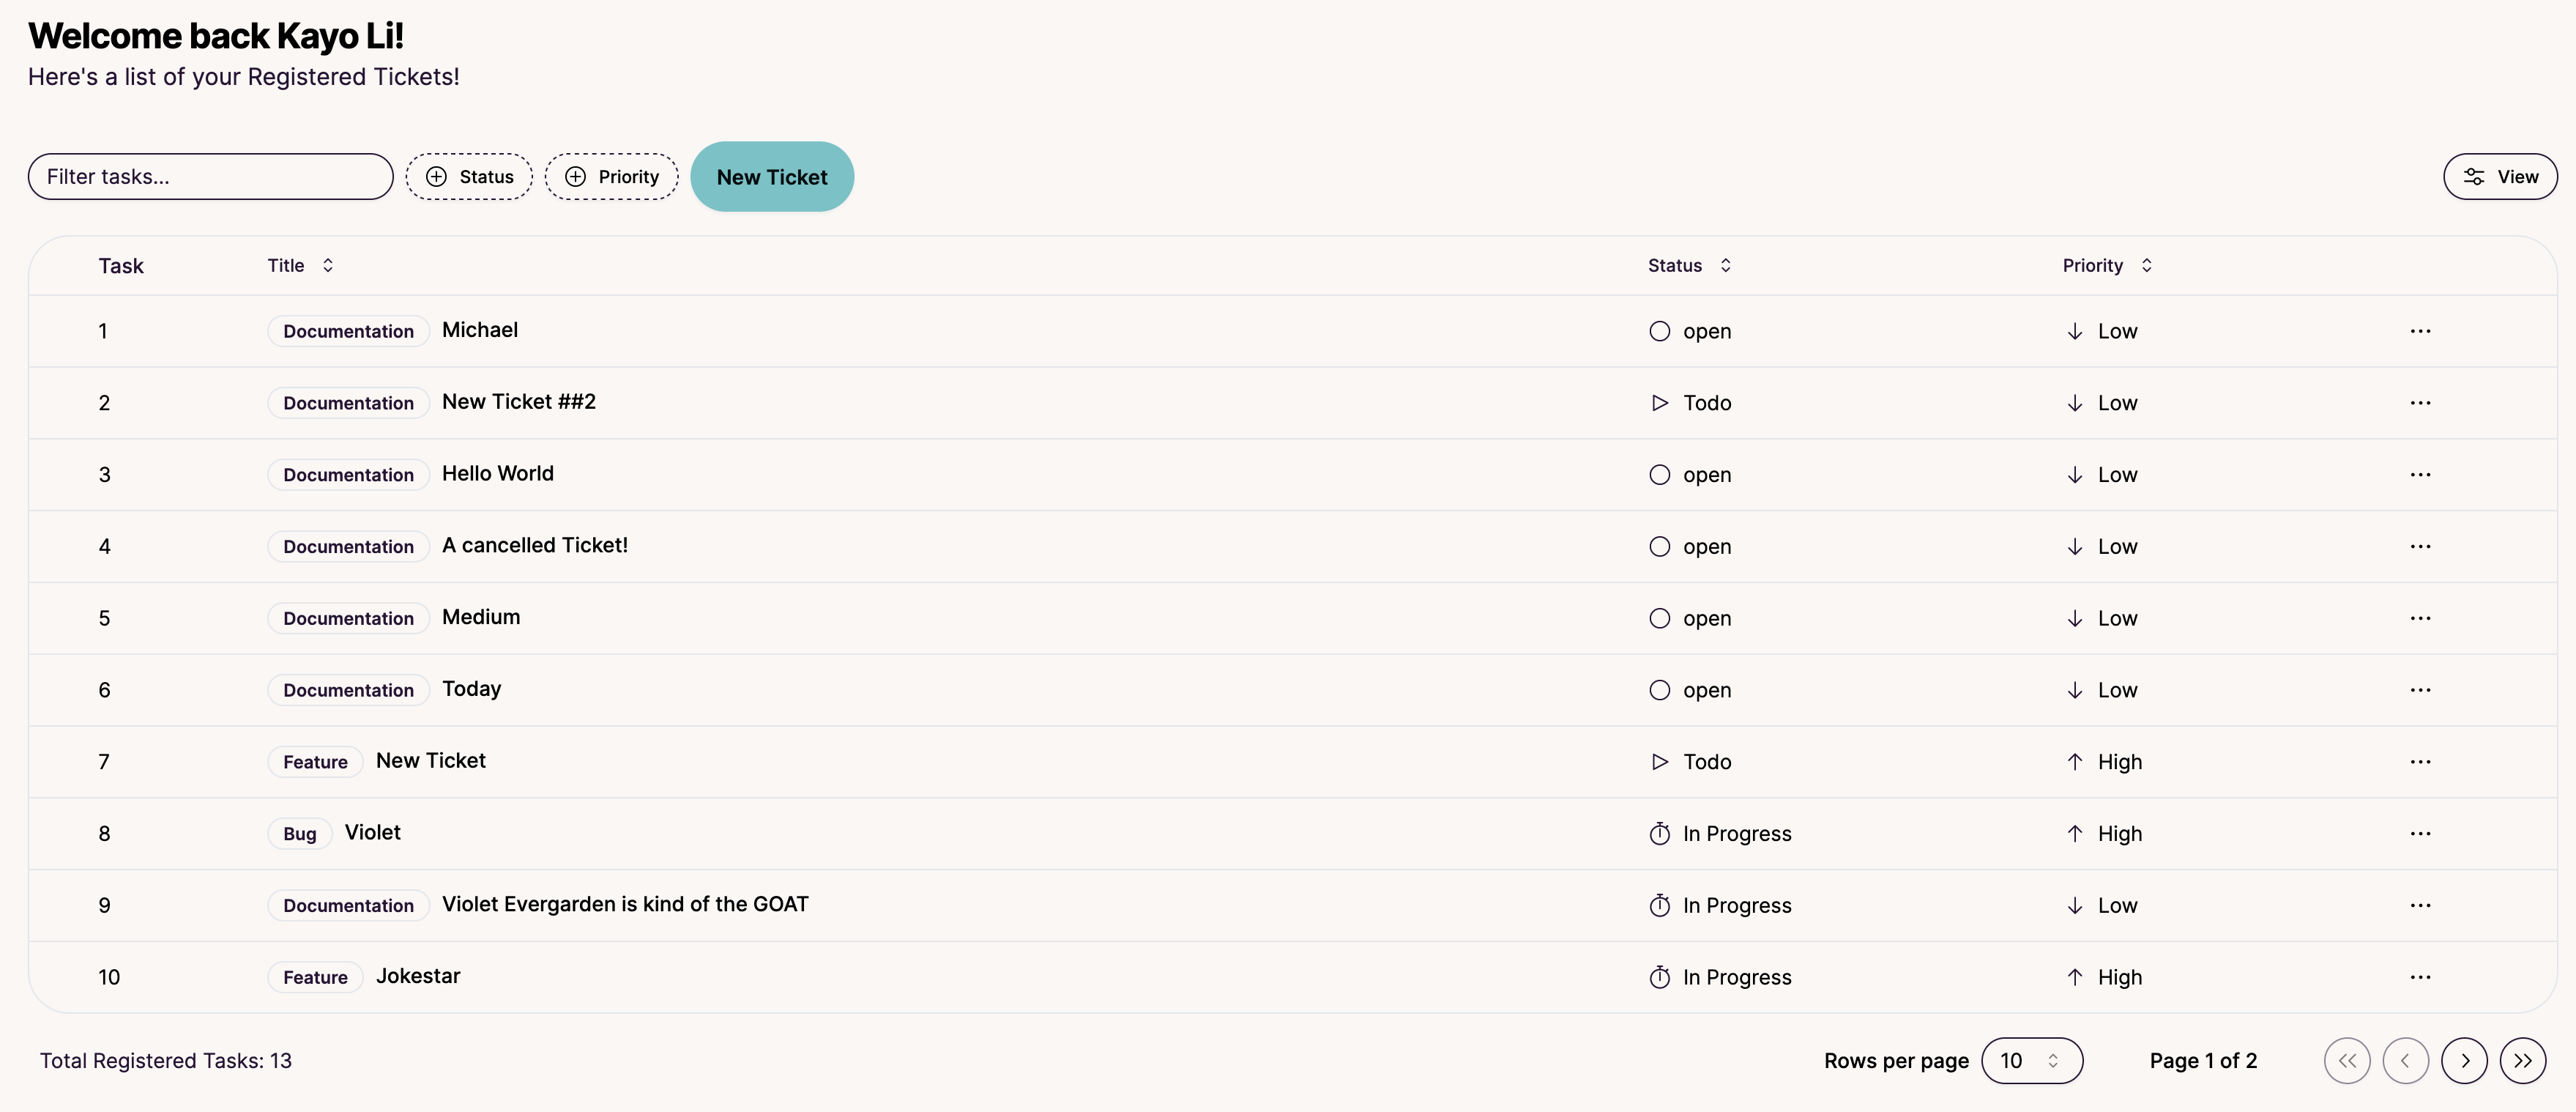 Welcome back Kayo Li!
Here's a list of your Registered Tickets!
Filter tasks... Status Priority New Ticket View
Task Title Status Priority
1 Documentation Michael open Low
2 Documentation New Ticket ##2 Todo Low
3 Documentation Hello World open Low
4 Documentation A cancelled Ticket! open Low
5 Documentation Medium open Low
6 Documentation Today open Low
7 Feature New Ticket Todo High
8 Bug Violet In Progress High
9 Documentation Violet Evergarden is kind of the GOAT In Progress Low
10 Feature Jokestar In Progress High
Total Registered Tasks: 13 Rows per page 10 Page 1 of 2